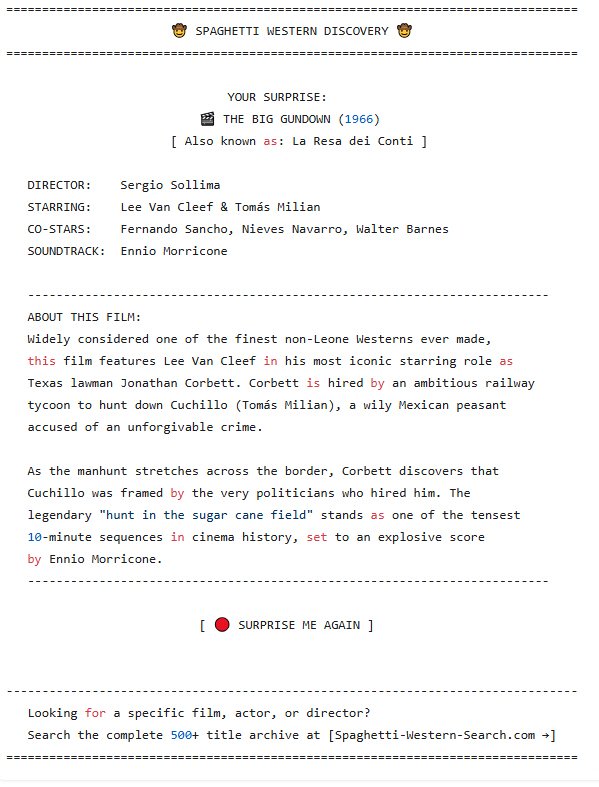 ================================================================================
🤠 SPAGHETTI WESTERN DISCOVERY 🤠
================================================================================
YOUR SURPRISE:
🎬 THE BIG GUNDOWN (1966)
[ Also known as: La Resa dei Conti ]
DIRECTOR: Sergio Sollima
STARRING: Lee Van Cleef & Tomás Milian
CO-STARS: Fernando Sancho, Nieves Navarro, Walter Barnes
SOUNDTRACK: Ennio Morricone
-------------------------------------------------------------------------
ABOUT THIS FILM:
Widely considered one of the finest non-Leone Westerns ever made,
this film features Lee Van Cleef in his most iconic starring role as
Texas lawman Jonathan Corbett. Corbett is hired by an ambitious railway
tycoon to hunt down Cuchillo (Tomás Milian), a wily Mexican peasant
accused of an unforgivable crime.
As the manhunt stretches across the border, Corbett discovers that
Cuchillo was framed by the very politicians who hired him. The
legendary "hunt in the sugar cane field" stands as one of the tensest
10-minute sequences in cinema history, set to an explosive score
by Ennio Morricone.
-------------------------------------------------------------------------
[ 🔴 SURPRISE ME AGAIN ]
--------------------------------------------------------------------------------
Looking for a specific film, actor, or director?
Search the complete 500+ title archive at [Spaghetti-Western-Search.com →]
================================================================================